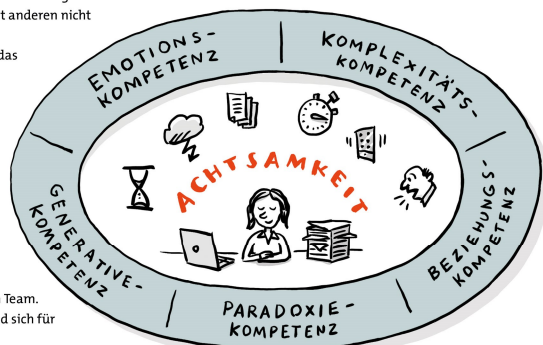 t anderen nicht
das
EMOTIONS-
KOMPETENZ
KOMPLEXITÄTS-
KOMPETENZ
ACHTSAMKEIT
GENERATIVE-
KOMPETENZ
BEZIEHUNGS-
KOMPETENZ
PARADOXIE-
KOMPETENZ
Team.
d sich für